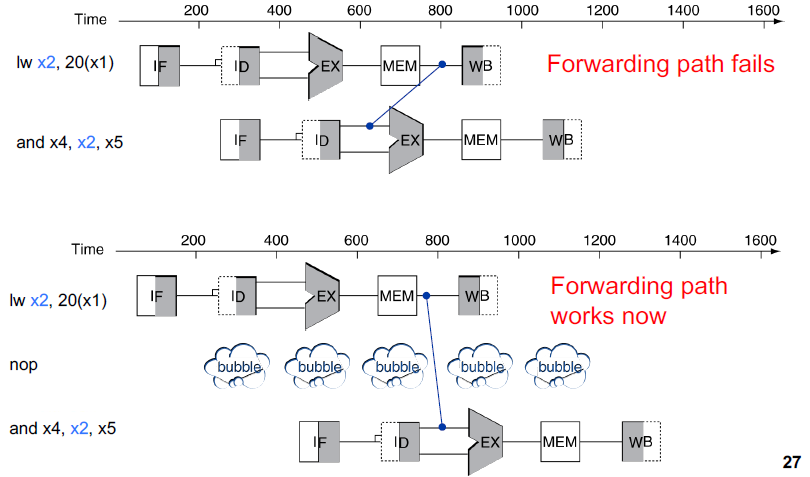 Time 200 400 600 800 1000 1200 1400 1600
lw x2, 20(x1) IF ID EX MEM WB Forwarding path fails
and x4, x2, x5 IF ID EX MEM WB
Time 200 400 600 800 1000 1200 1400 1600
lw x2, 20(x1) IF ID EX MEM WB
Forwarding path
works now
nop bubble bubble bubble bubble bubble
and x4, x2, x5 IF ID EX MEM WB
27